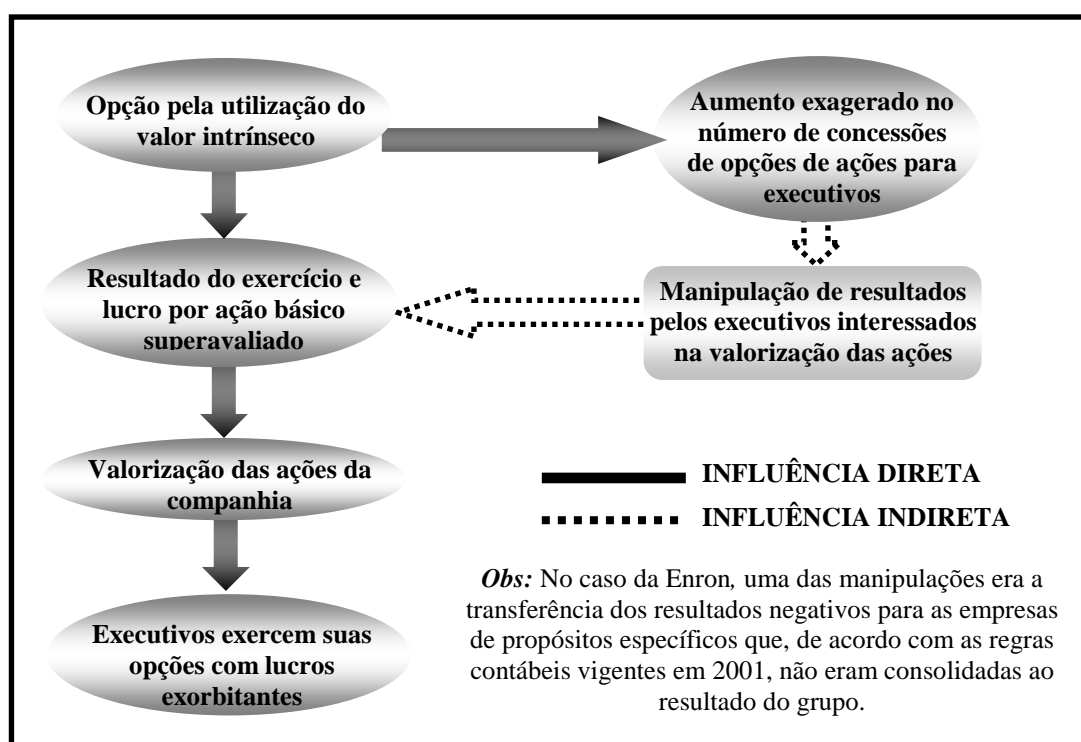 Opção pela utilização do
valor intrínseco
Aumento exagerado no
número de concessões
de opções de ações para
executivos
Resultado do exercício e
lucro por ação básico
superavaliado
Manipulação de resultados
pelos executivos interessados
na valorização das ações
Valorização das ações da
companhia
INFLUÊNCIA DIRETA
INFLUÊNCIA INDIRETA
Executivos exercem suas
opções com lucros
exorbitantes
Obs: No caso da Enron, uma das manipulações era a
transferência dos resultados negativos para as empresas
de propósitos específicos que, de acordo com as regras
contábeis vigentes em 2001, não eram consolidadas ao
resultado do grupo.